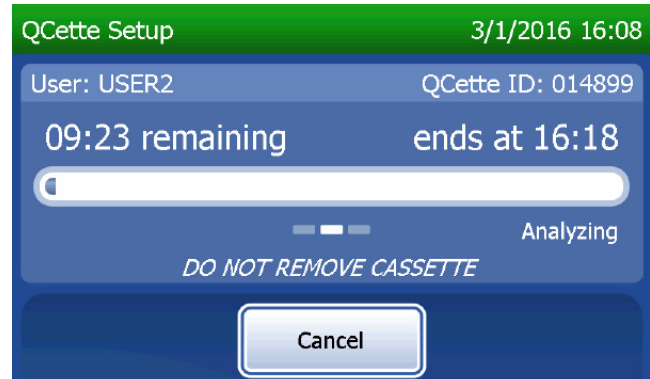 QCette Setup 3/1/2016 16:08
User: USER2 QCette ID: 014899
09:23 remaining ends at 16:18
Analyzing
DO NOT REMOVE CASSETTE
Cancel